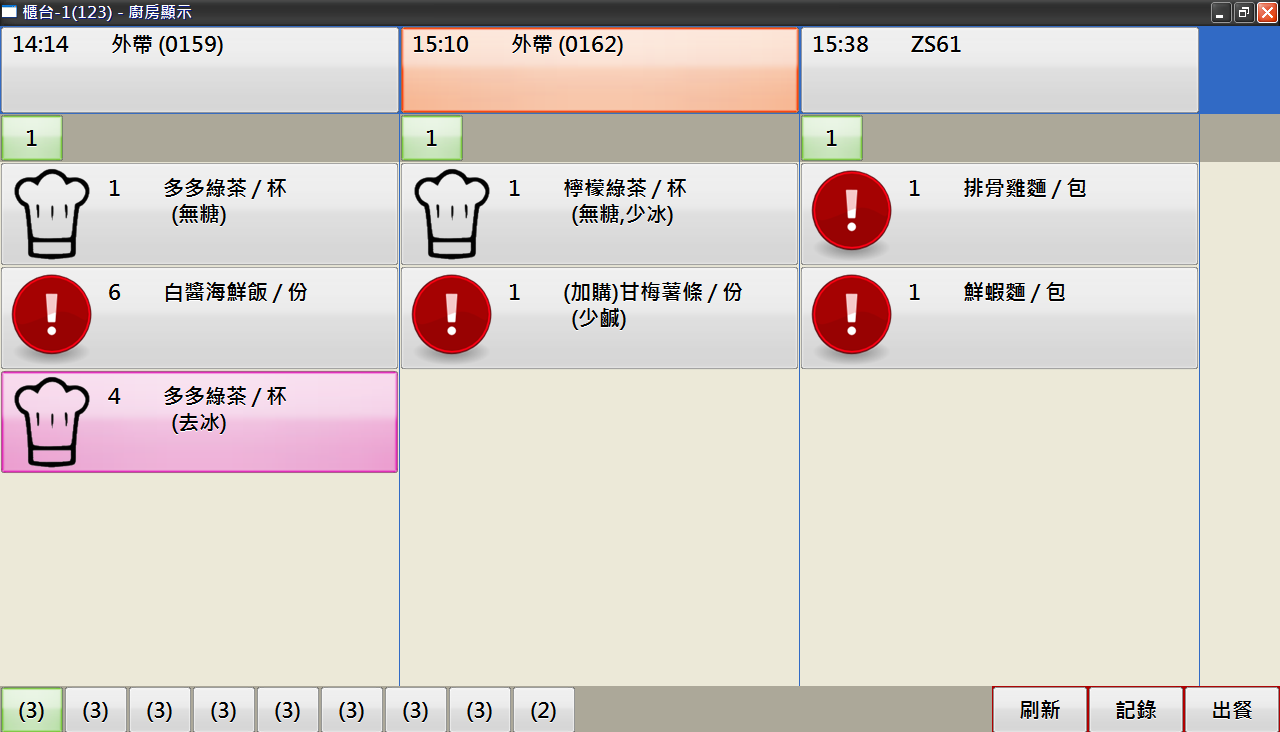 櫃台-1(123) - 廚房顯示
14:14 外帶 (0159)
15:10 外帶 (0162)
15:38 ZS61
1
1
1
1 多多綠茶 / 杯
(無糖)
6 白醬海鮮飯 / 份
4 多多綠茶 / 杯
(去冰)
1 檸檬綠茶 / 杯
(無糖,少冰)
1 (加購)甘梅薯條 / 份
(少鹹)
1 排骨雞麵 / 包
1 鮮蝦麵 / 包
(3) (3) (3) (3) (3) (3) (3) (3) (2)
刷新 記錄 出餐